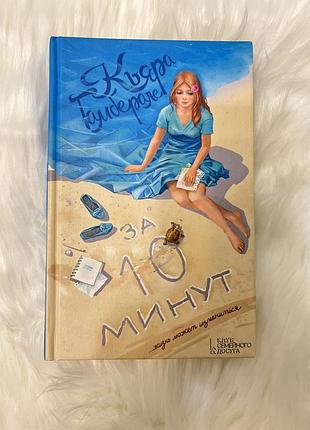 Кьяра
Гамберале
ЗА
10
МИНУТ
жизнь может измениться
КЛУБ
СЕМЕЙНОГО
ДОСУГА